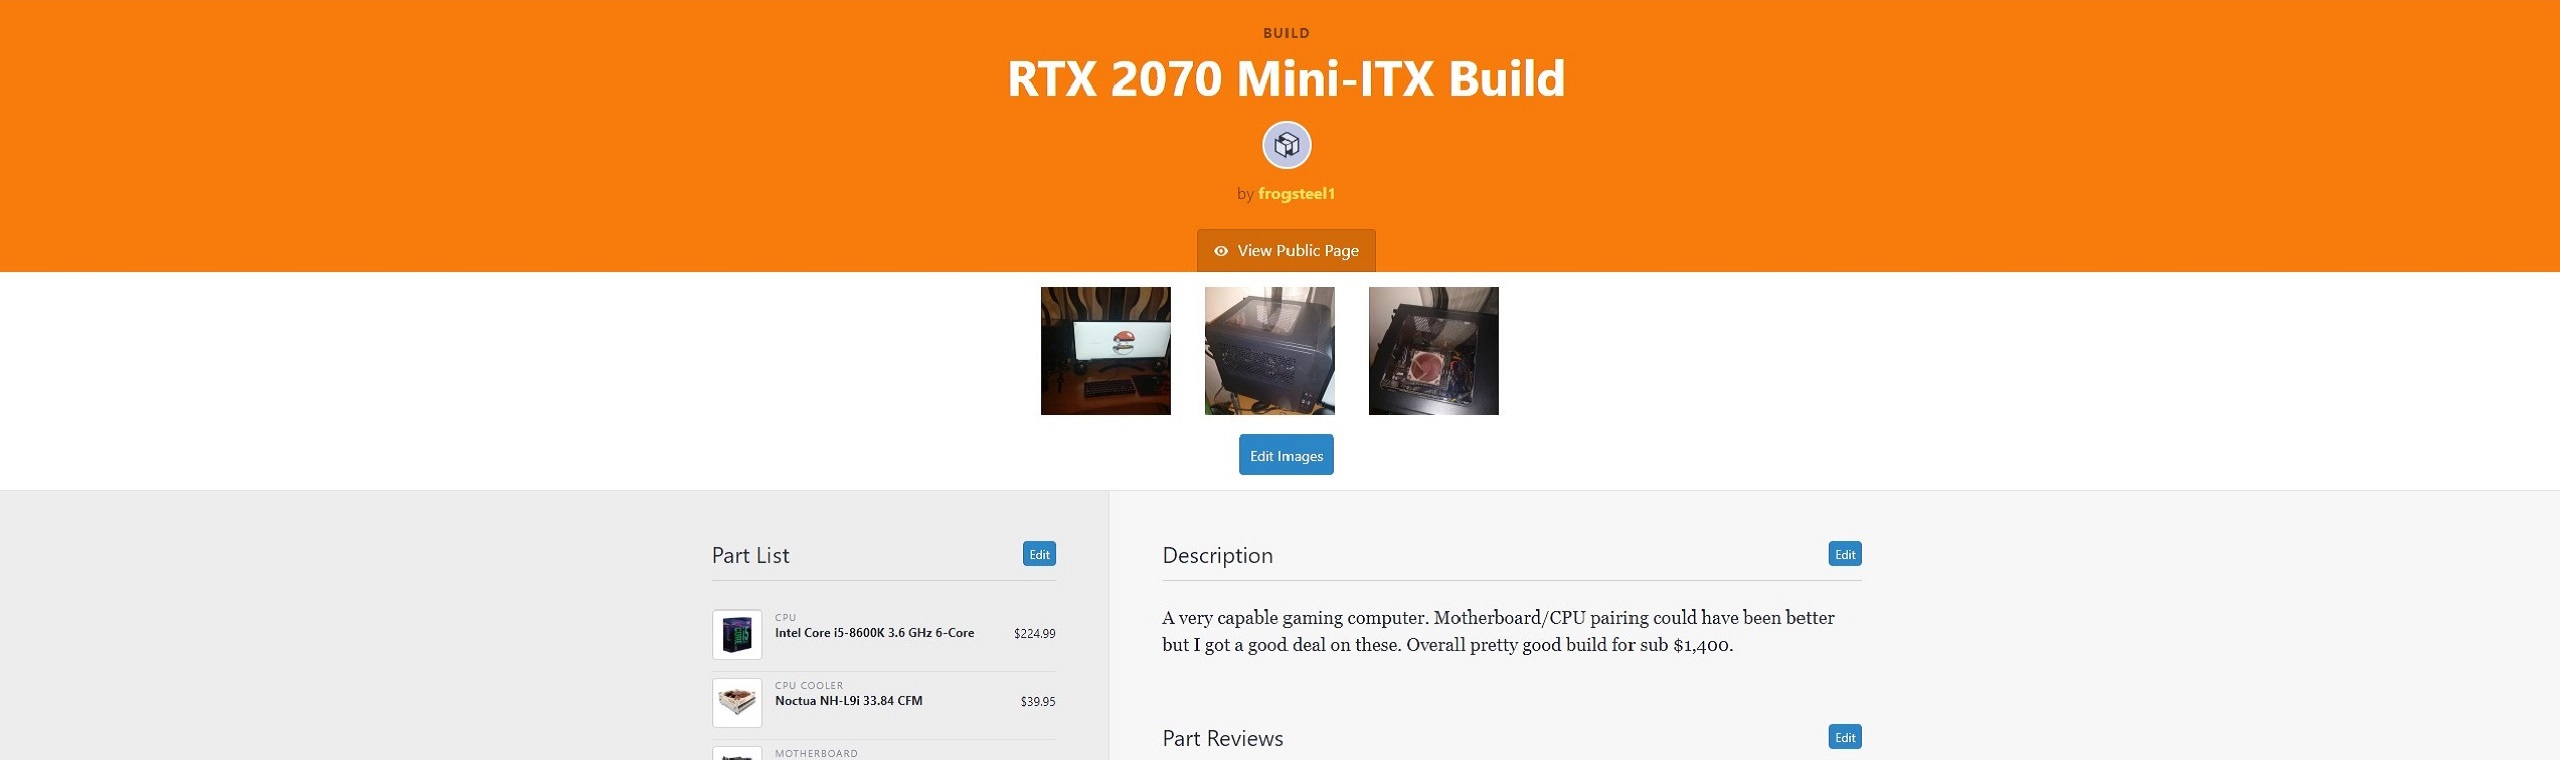 BUILD
RTX 2070 Mini-ITX Build
by frogsteel1
View Public Page
Edit Images
Part List
Edit
CPU
Intel Core i5-8600K 3.6 GHz 6-Core
$224.99
CPU COOLER
Noctua NH-L9i 33.84 CFM
$39.95
MOTHERBOARD
Description
Edit
A very capable gaming computer. Motherboard/CPU pairing could have been better
but I got a good deal on these. Overall pretty good build for sub $1,400.
Part Reviews
Edit